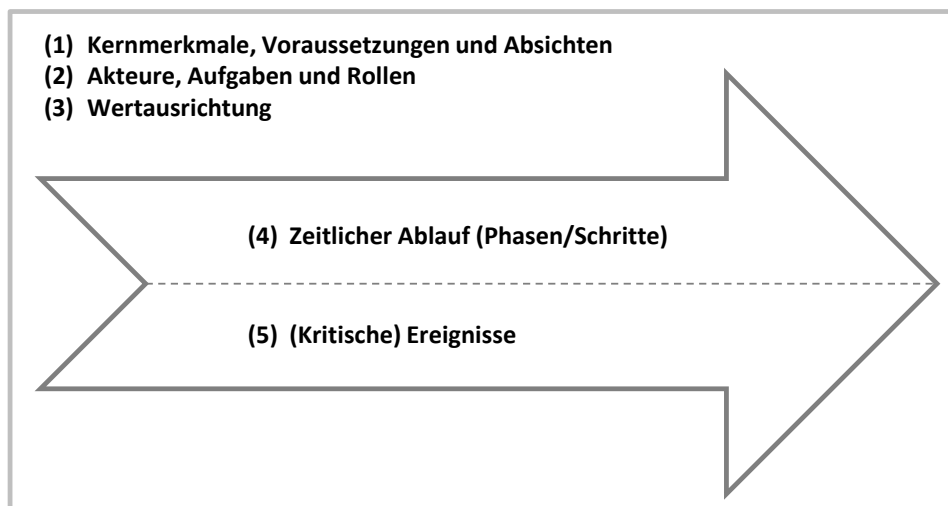 (1) Kernmerkmale, Voraussetzungen und Absichten
(2) Akteure, Aufgaben und Rollen
(3) Wertausrichtung
(4) Zeitlicher Ablauf (Phasen/Schritte)
(5) (Kritische) Ereignisse